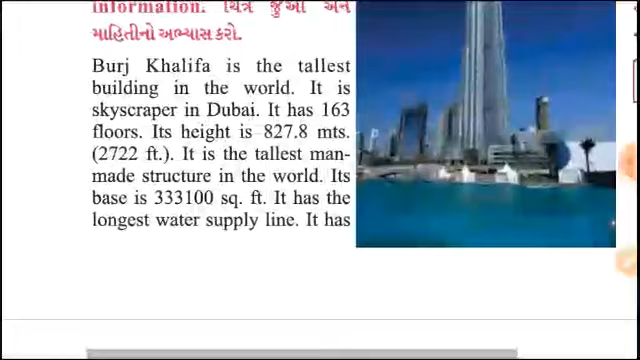 information. ચિત્ર જુઓ અને
માહિતીનો અભ્યાસ કરો.
Burj Khalifa is the tallest
building in the world. It is
skyscraper in Dubai. It has 163
floors. Its height is 827.8 mts.
(2722 ft.). It is the tallest man-
made structure in the world. Its
base is 333100 sq. ft. It has the
longest water supply line. It has